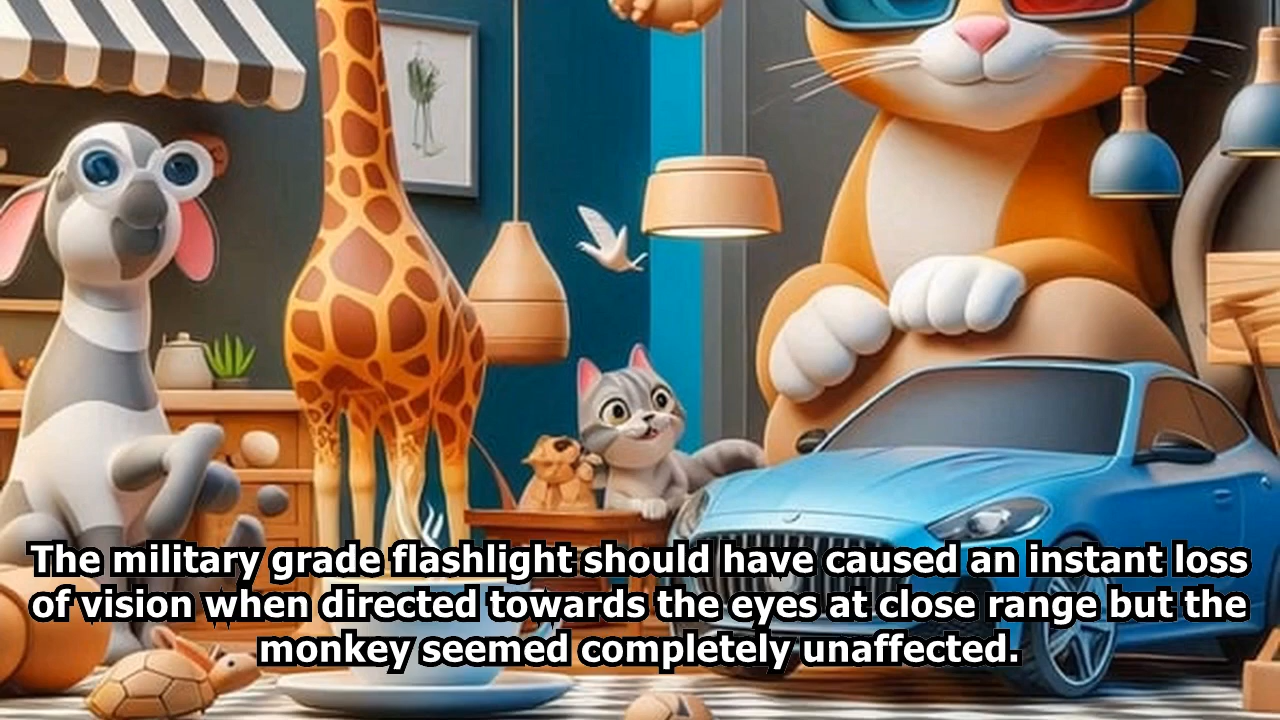 The military grade flashlight should have caused an instant loss
of vision when directed towards the eyes at close range but the
monkey seemed completely unaffected.